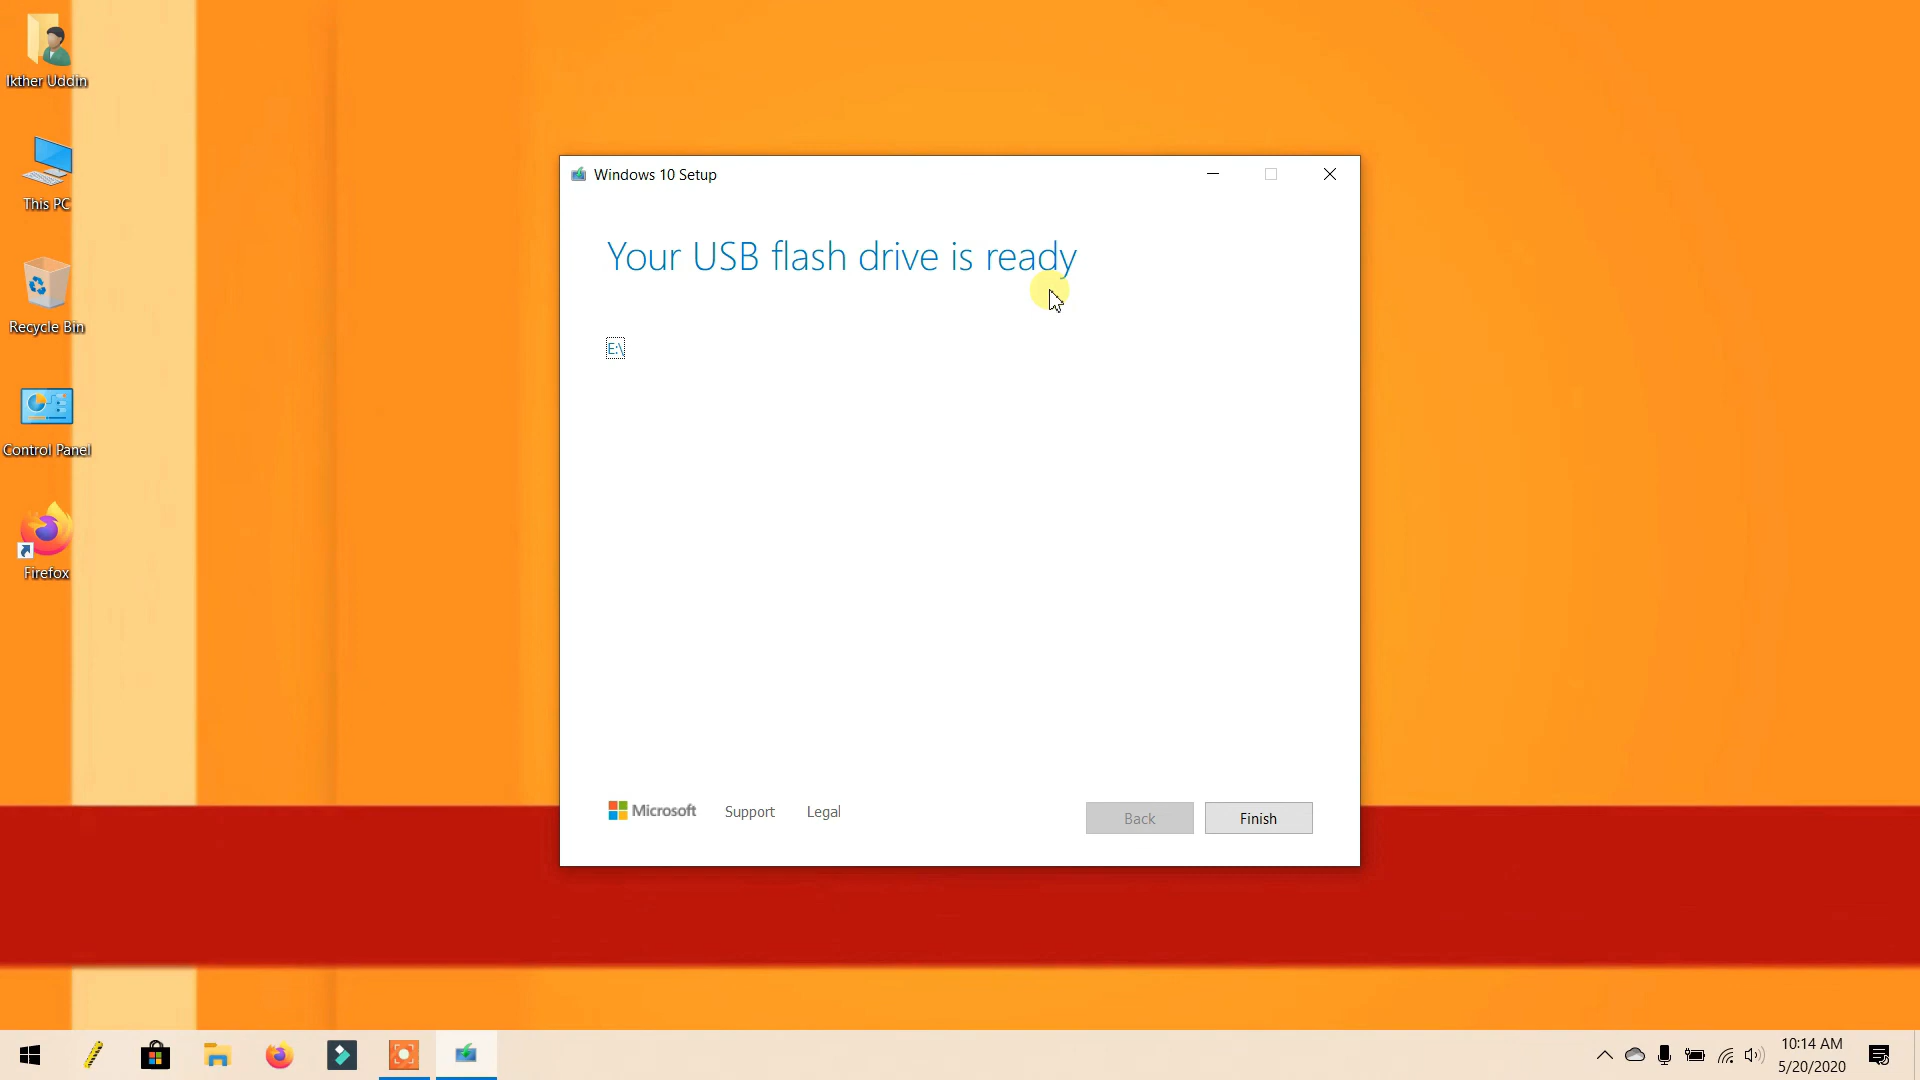 Ikther Uddin
This PC
Recycle Bin
Control Panel
Firefox
Windows 10 Setup
Your USB flash drive is ready
E:\
Microsoft
Support
Legal
Back
Finish
10:14 AM
5/20/2020